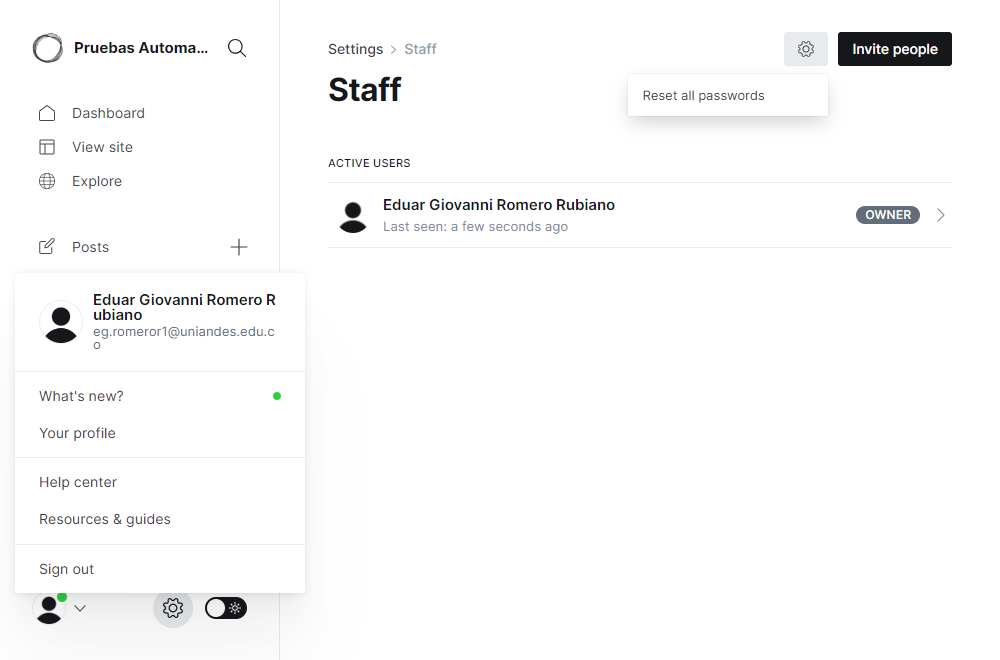 Pruebas Automa...
Dashboard
View site
Explore
Posts
Eduar Giovanni Romero R
ubiano
eg.romeror1@uniandes.edu.c
o
What's new?
Your profile
Help center
Resources & guides
Sign out
Settings > Staff
Invite people
Staff
Reset all passwords
ACTIVE USERS
Eduar Giovanni Romero Rubiano
Last seen: a few seconds ago
OWNER